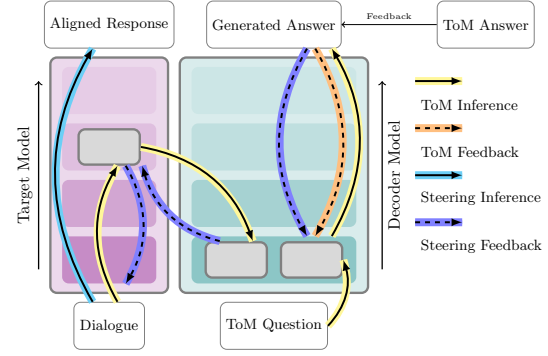 Aligned Response
Generated Answer
Feedback
ToM Answer
Target Model
Decoder Model
ToM Inference
ToM Feedback
Steering Inference
Steering Feedback
Dialogue
ToM Question